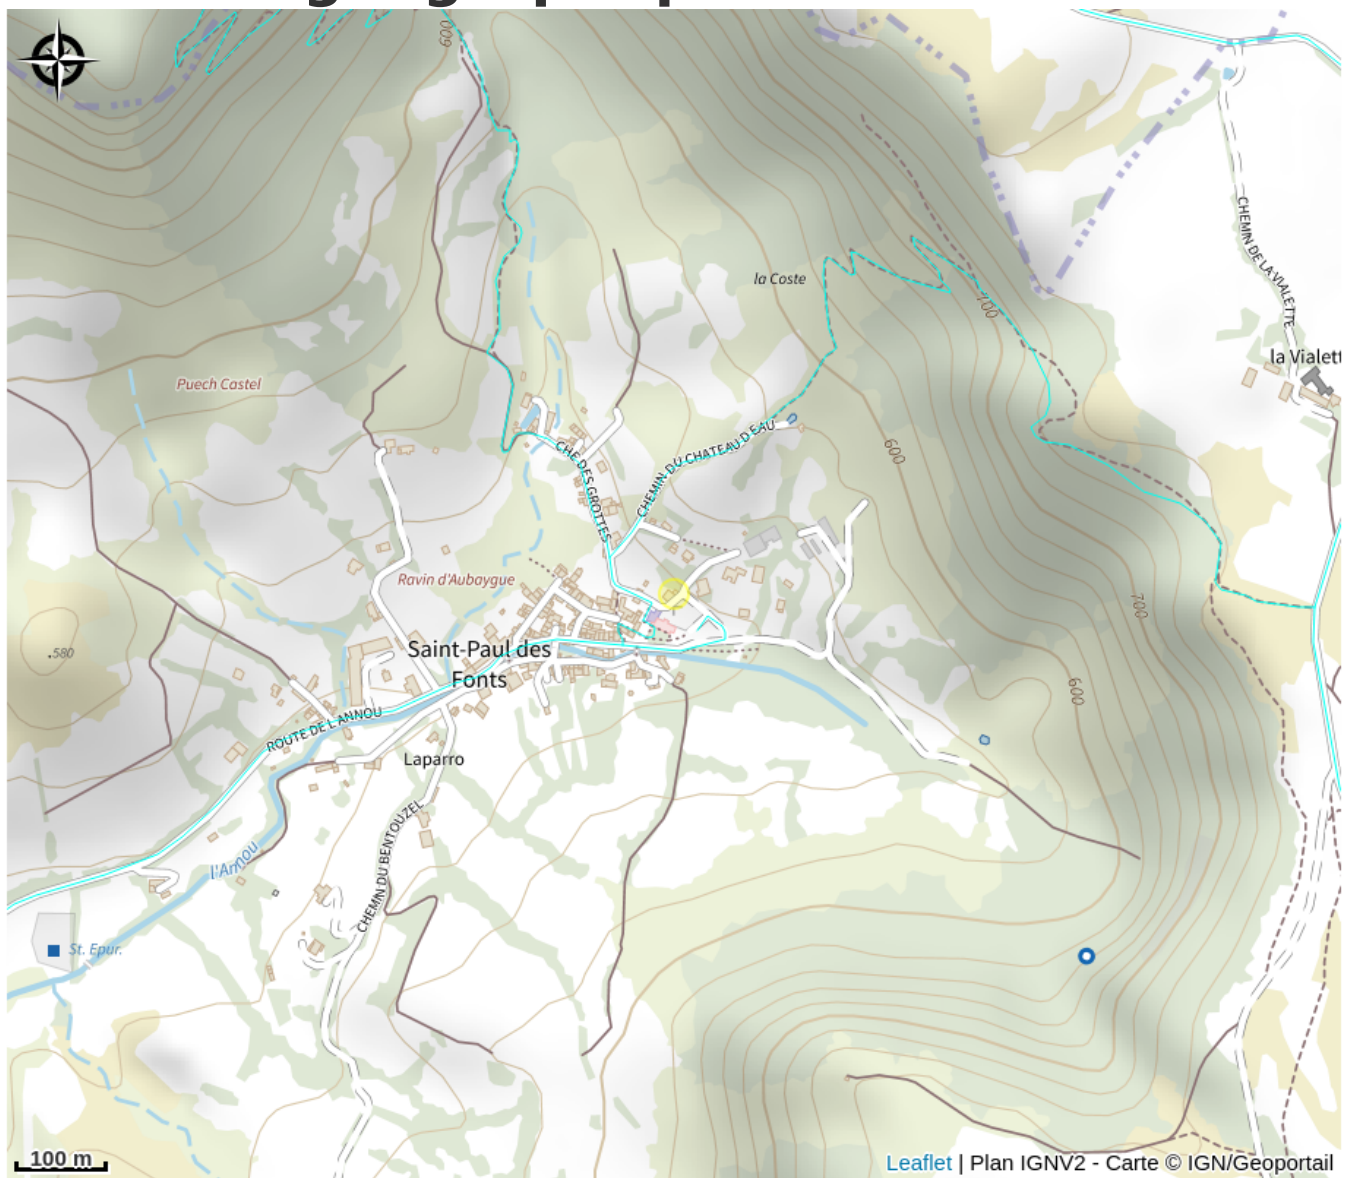 600
CHEMIN DE LA VIALETTE
la Coste
700
la Vialett
Puech Castel
CHE DES GROTTES
CHEMIN DU CHATEAU D EAU
600
Ravin d'Aubaygue
700
Saint-Paul des
Fonts
.580
600
ROUTE DE L ANNOU
Laparro
l'Annou
CHEMIN DU BENTOUZEL
St. Epur.
100 m
Leaflet | Plan IGNV2 - Carte © IGN/Geoportail